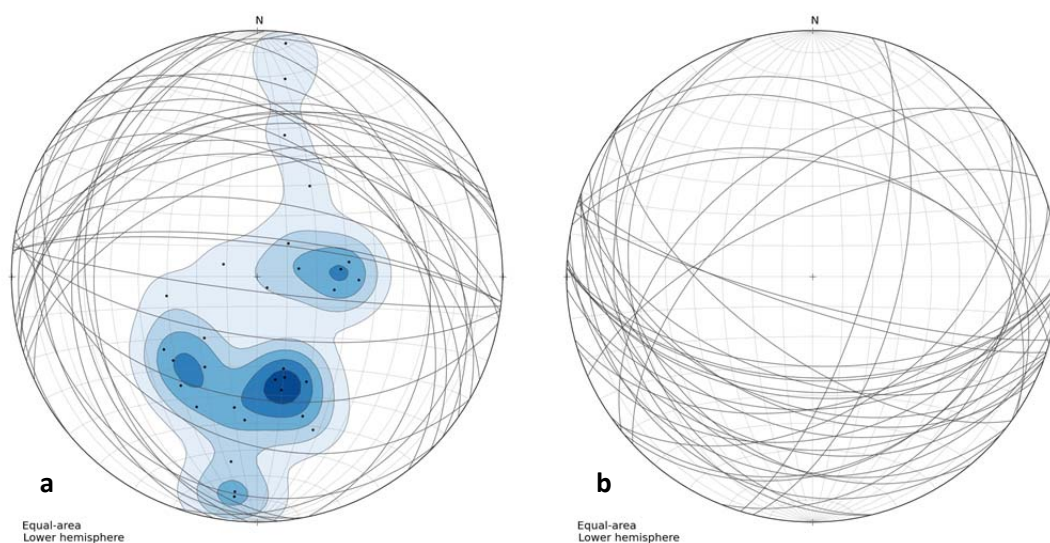 N
N
a
b
Equal-area
Lower hemisphere
Equal-area
Lower hemisphere